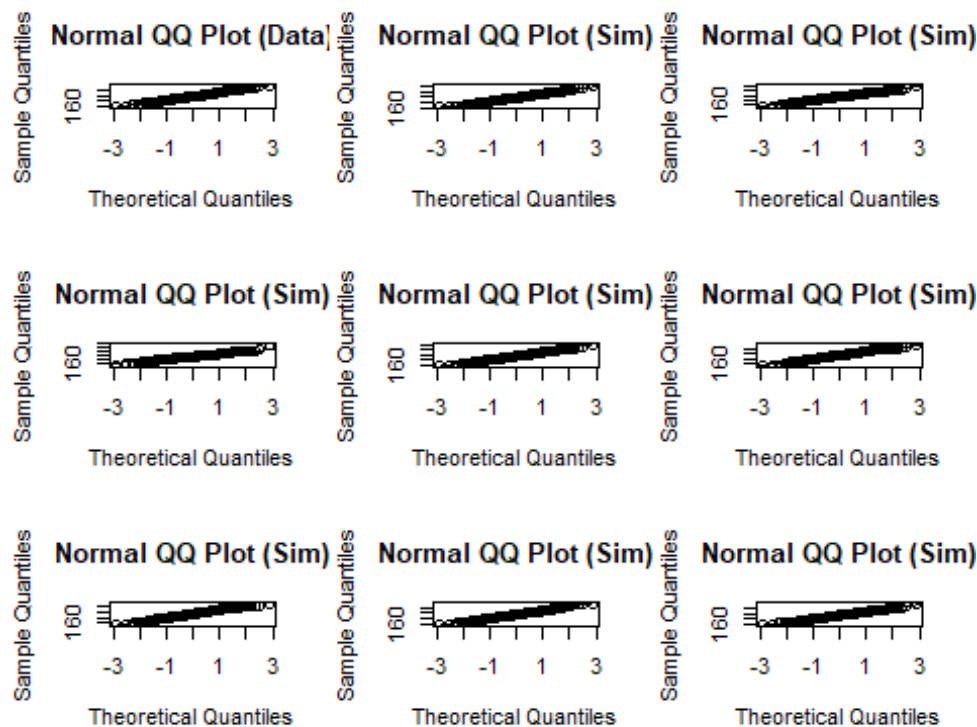 Normal QQ Plot (Data)
Sample Quantiles
160
-3 -1 1 3
Theoretical Quantiles
Normal QQ Plot (Sim)
Sample Quantiles
160
-3 -1 1 3
Theoretical Quantiles
Normal QQ Plot (Sim)
Sample Quantiles
160
-3 -1 1 3
Theoretical Quantiles
Normal QQ Plot (Sim)
Sample Quantiles
160
-3 -1 1 3
Theoretical Quantiles
Normal QQ Plot (Sim)
Sample Quantiles
160
-3 -1 1 3
Theoretical Quantiles
Normal QQ Plot (Sim)
Sample Quantiles
160
-3 -1 1 3
Theoretical Quantiles
Normal QQ Plot (Sim)
Sample Quantiles
160
-3 -1 1 3
Theoretical Quantiles
Normal QQ Plot (Sim)
Sample Quantiles
160
-3 -1 1 3
Theoretical Quantiles
Normal QQ Plot (Sim)
Sample Quantiles
160
-3 -1 1 3
Theoretical Quantiles